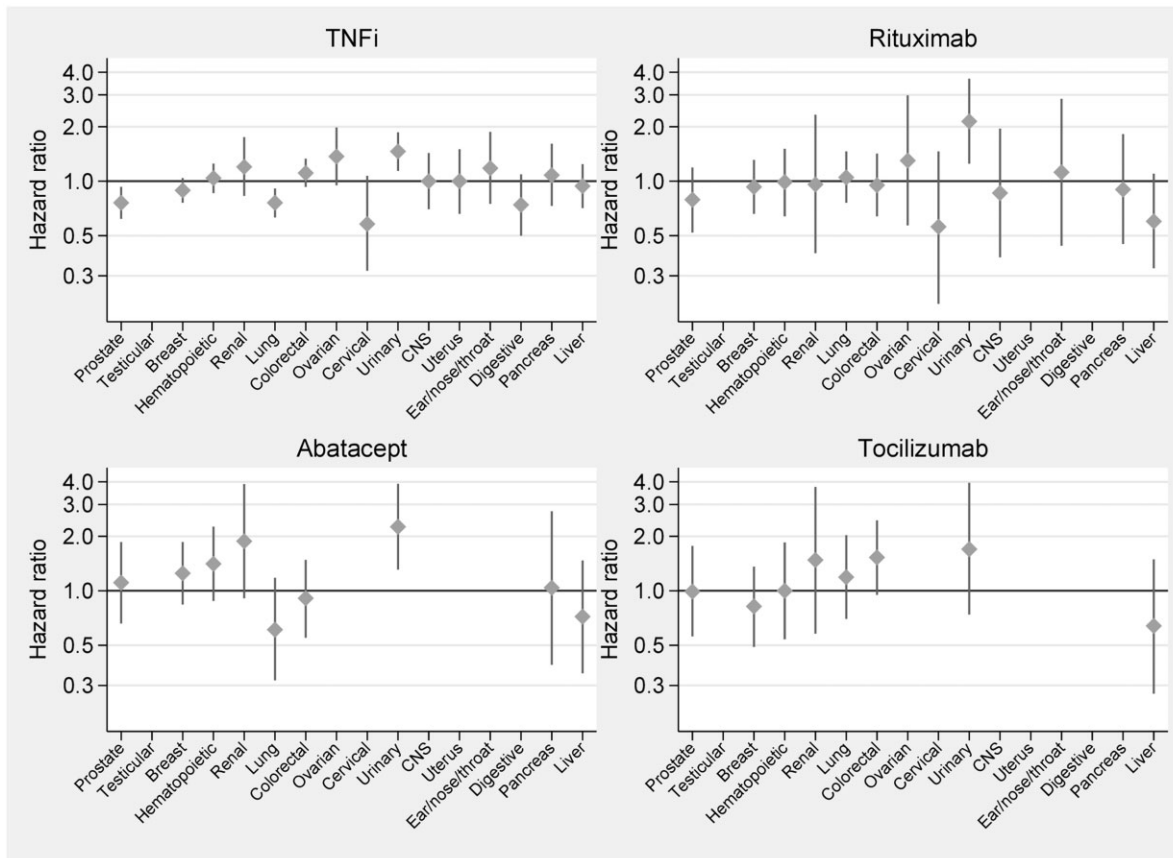 TNFi
Hazard ratio
4.0
3.0
2.0
1.0
0.5
0.3
Prostate
Testicular
Breast
Hematopoietic
Renal
Lung
Colorectal
Ovarian
Cervical
Urinary
CNS
Uterus
Ear/nose/throat
Digestive
Pancreas
Liver
Rituximab
Hazard ratio
4.0
3.0
2.0
1.0
0.5
0.3
Prostate
Testicular
Breast
Hematopoietic
Renal
Lung
Colorectal
Ovarian
Cervical
Urinary
CNS
Uterus
Ear/nose/throat
Digestive
Pancreas
Liver
Abatacept
Hazard ratio
4.0
3.0
2.0
1.0
0.5
0.3
Prostate
Testicular
Breast
Hematopoietic
Renal
Lung
Colorectal
Ovarian
Cervical
Urinary
CNS
Uterus
Ear/nose/throat
Digestive
Pancreas
Liver
Tocilizumab
Hazard ratio
4.0
3.0
2.0
1.0
0.5
0.3
Prostate
Testicular
Breast
Hematopoietic
Renal
Lung
Colorectal
Ovarian
Cervical
Urinary
CNS
Uterus
Ear/nose/throat
Digestive
Pancreas
Liver